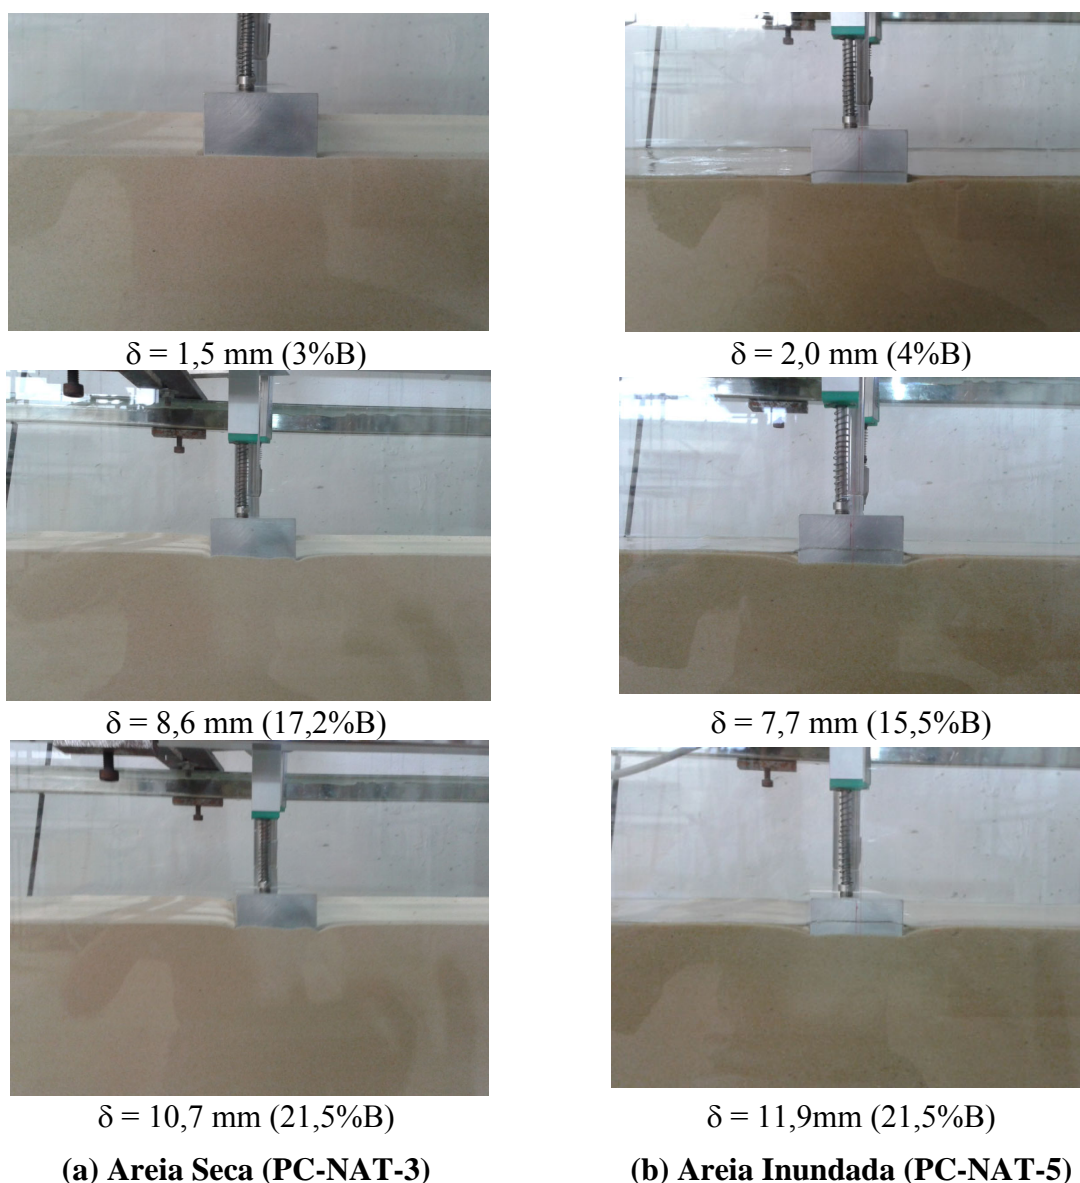 δ = 1,5 mm (3%B)
δ = 2,0 mm (4%B)
δ = 8,6 mm (17,2%B)
δ = 7,7 mm (15,5%B)
δ = 10,7 mm (21,5%B)
δ = 11,9mm (21,5%B)
(a) Areia Seca (PC-NAT-3)
(b) Areia Inundada (PC-NAT-5)